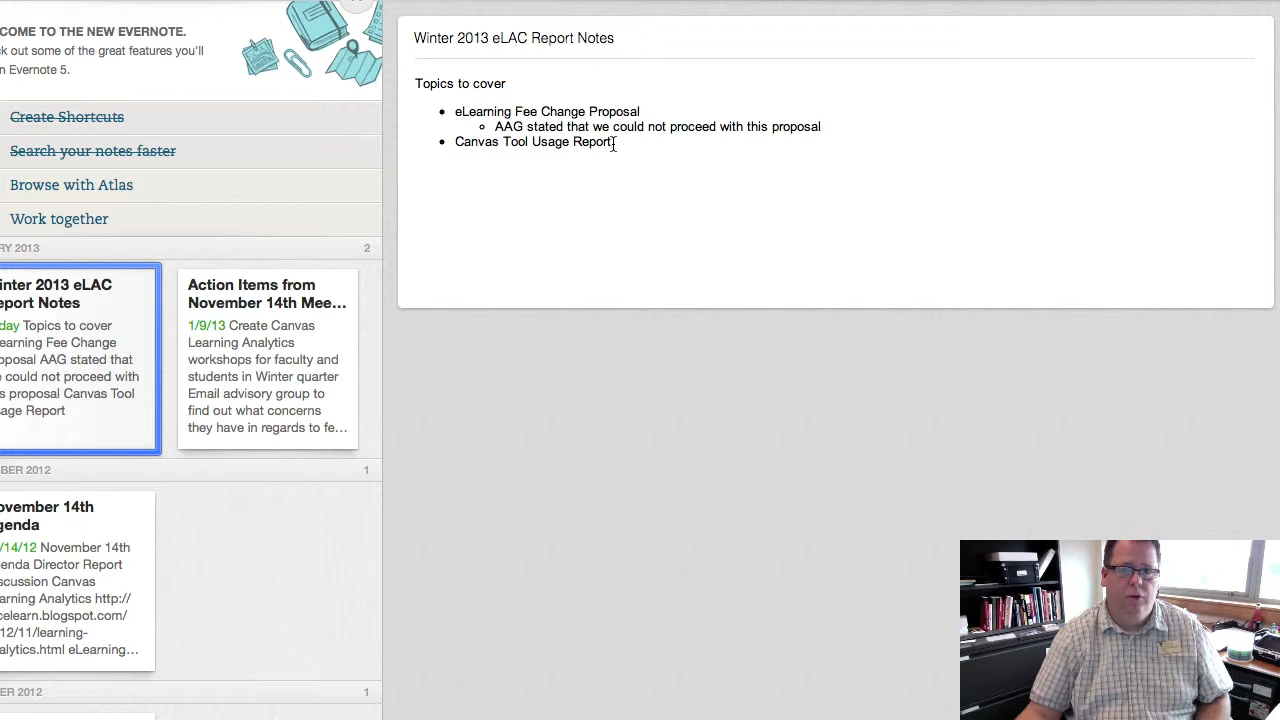 COME TO THE NEW EVERNOTE.
ck out some of the great features you'll
n Evernote 5.
Create Shortcuts
Search your notes faster
Browse with Atlas
Work together
RY 2013 2
inter 2013 eLAC
eport Notes
day Topics to cover
earning Fee Change
oposal AAG stated that
e could not proceed with
is proposal Canvas Tool
sage Report
Action Items from
November 14th Mee...
1/9/13 Create Canvas
Learning Analytics
workshops for faculty and
students in Winter quarter
Email advisory group to
find out what concerns
they have in regards to fe...
BER 2012 1
ovember 14th
genda
/14/12 November 14th
enda Director Report
scussion Canvas
arning Analytics http://
celearn.blogspot.com/
12/11/learning-
alytics.html eLearning...
ER 2012 1
Winter 2013 eLAC Report Notes
Topics to cover
• eLearning Fee Change Proposal
◦ AAG stated that we could not proceed with this proposal
• Canvas Tool Usage Report